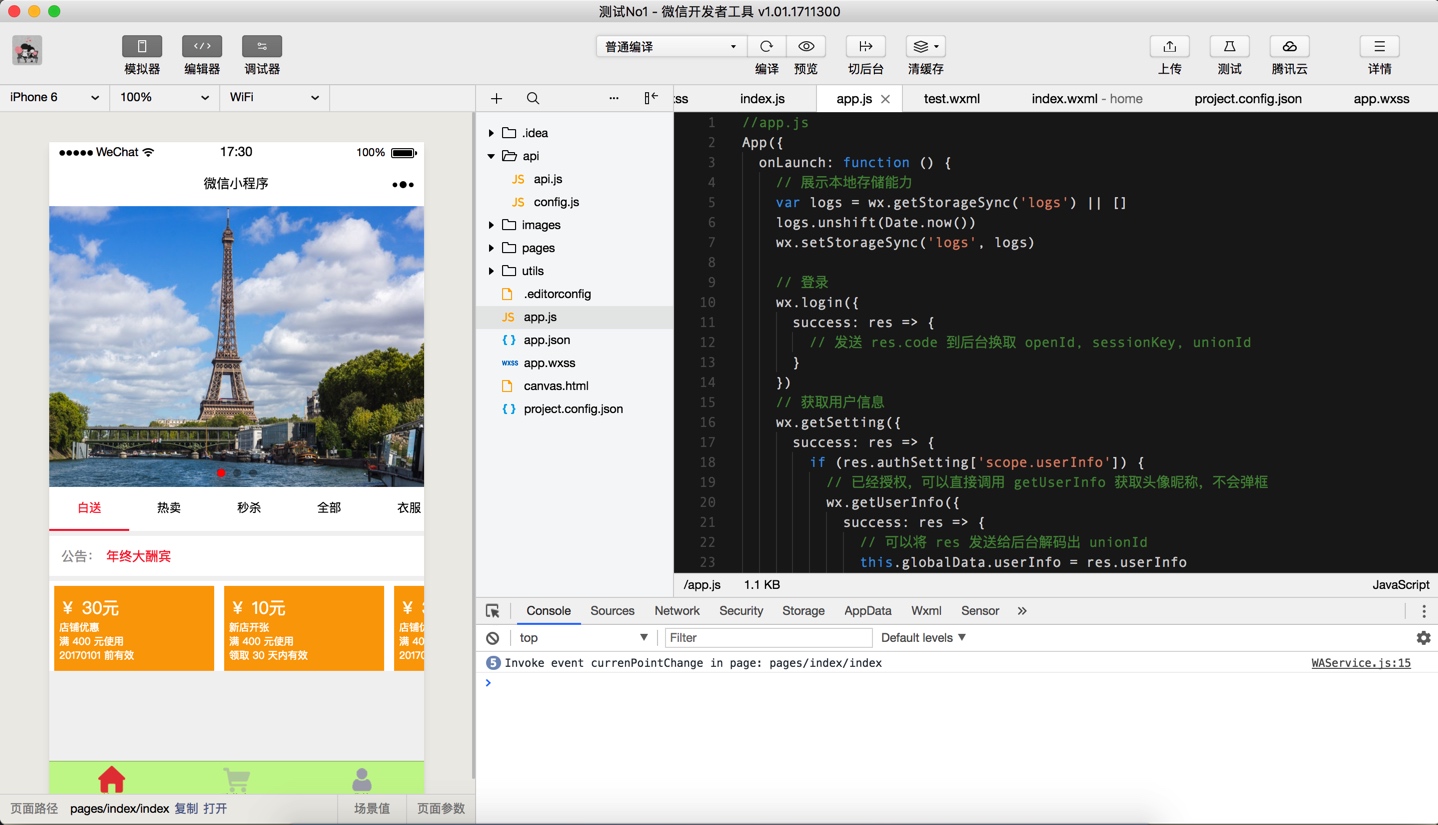 测试No1 - 微信开发者工具 v1.01.1711300
模拟器 编辑器 调试器 普通编译 编译 预览 切后台 清缓存 上传 测试 腾讯云 详情
iPhone 6 100% WiFi
ss index.js app.js test.wxml index.wxml - home project.config.json app.wxss
WeChat 17:30 100%
微信小程序
白送 热卖 秒杀 全部 衣服
公告： 年终大酬宾
¥ 30元
店铺优惠
满 400 元使用
20170101 前有效
¥ 10元
新店开张
满 400 元使用
领取 30 天内有效
¥
店铺
满 40
2017
页面路径 pages/index/index 复制 打开 场景值 页面参数
.idea
api
JS api.js
JS config.js
images
pages
utils
.editorconfig
JS app.js
{ } app.json
wxss app.wxss
canvas.html
{ } project.config.json
1 //app.js
2 App({
3 onLaunch: function () {
4 // 展示本地存储能力
5 var logs = wx.getStorageSync('logs') || []
6 logs.unshift(Date.now())
7 wx.setStorageSync('logs', logs)
8
9 // 登录
10 wx.login({
11 success: res => {
12 // 发送 res.code 到后台换取 openId, sessionKey, unionId
13 }
14 })
15 // 获取用户信息
16 wx.getSetting({
17 success: res => {
18 if (res.authSetting['scope.userInfo']) {
19 // 已经授权，可以直接调用 getUserInfo 获取头像昵称，不会弹框
20 wx.getUserInfo({
21 success: res => {
22 // 可以将 res 发送给后台解码出 unionId
23 this.globalData.userInfo = res.userInfo
/app.js 1.1 KB JavaScript
Console Sources Network Security Storage AppData Wxml Sensor »
top Filter Default levels
5 Invoke event currenPointChange in page: pages/index/index WAService.js:15